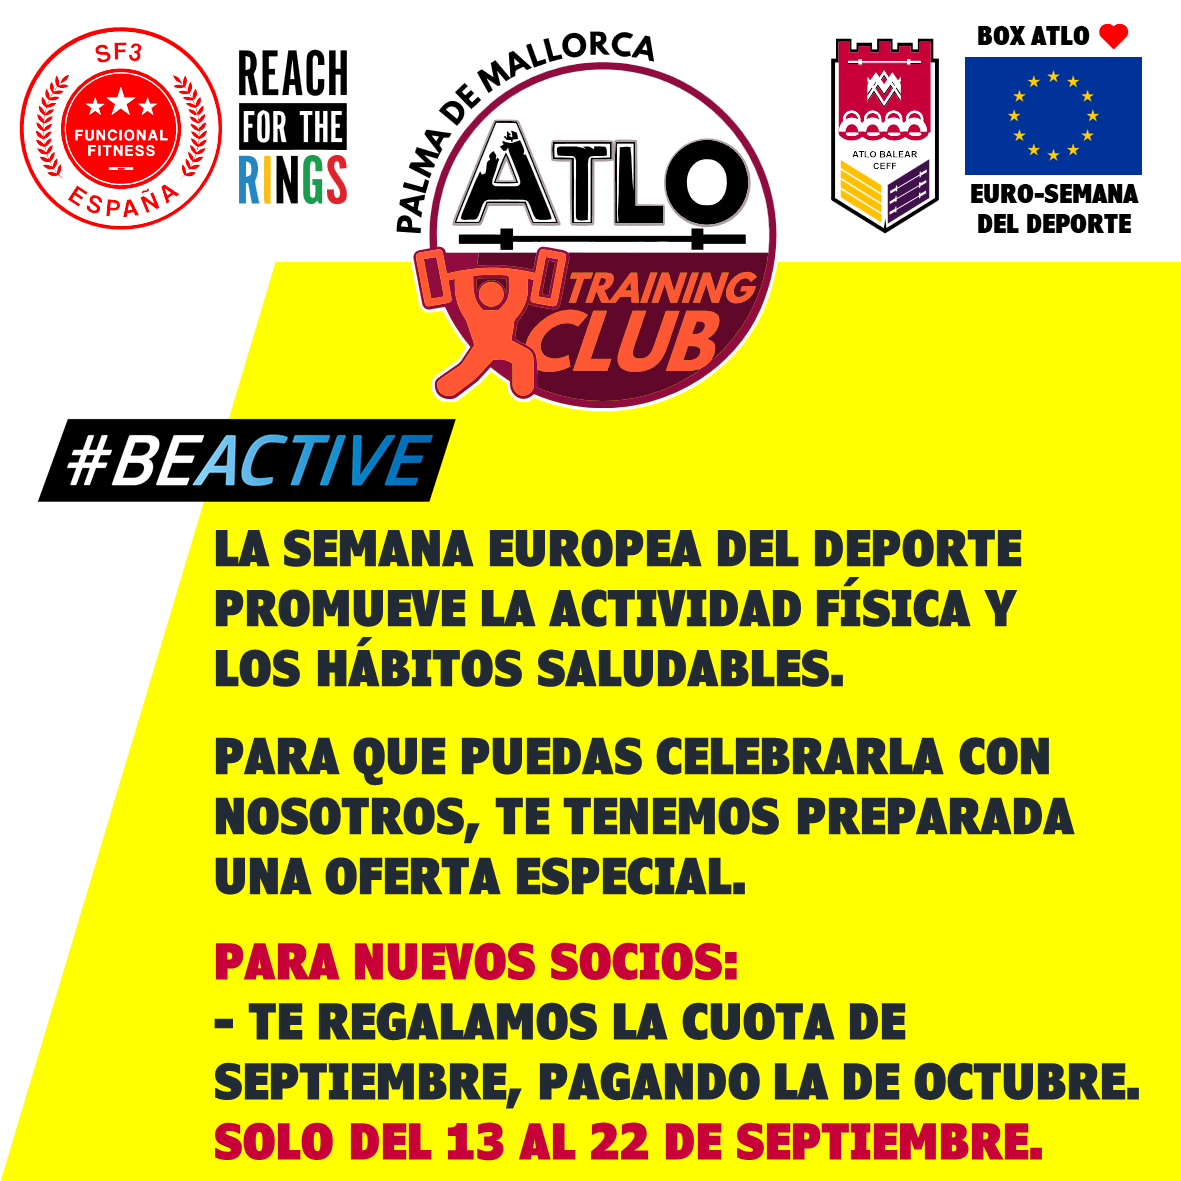 SF3
FUNCIONAL
FITNESS
ESPAÑA
REACH
FOR THE
RINGS
PALMA DE MALLORCA
ATLO
TRAINING
CLUB
ATLO BALEAR
CEFF
BOX ATLO
EURO-SEMANA
DEL DEPORTE
#BEACTIVE
LA SEMANA EUROPEA DEL DEPORTE
PROMUEVE LA ACTIVIDAD FÍSICA Y
LOS HÁBITOS SALUDABLES.
PARA QUE PUEDAS CELEBRARLA CON
NOSOTROS, TE TENEMOS PREPARADA
UNA OFERTA ESPECIAL.
PARA NUEVOS SOCIOS:
- TE REGALAMOS LA CUOTA DE
SEPTIEMBRE, PAGANDO LA DE OCTUBRE.
SOLO DEL 13 AL 22 DE SEPTIEMBRE.